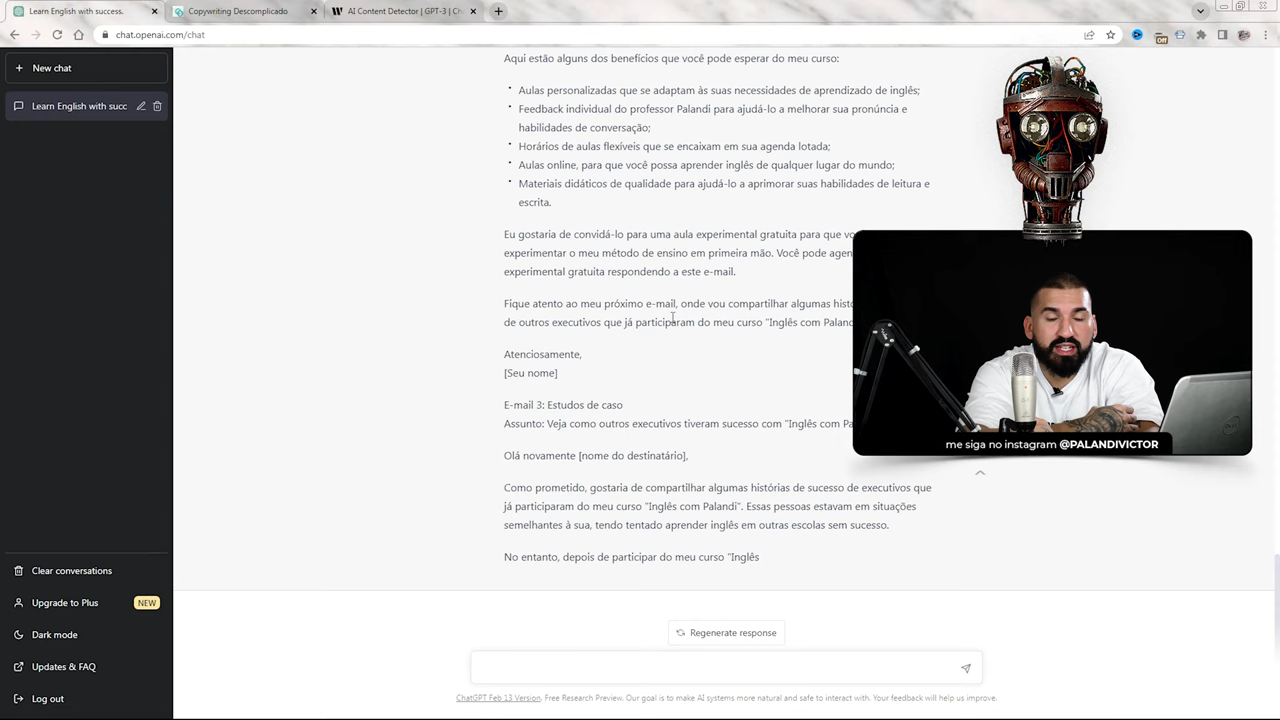 Learn English with success.
Copywriting Descomplicado
AI Content Detector | GPT-3 | Ch
chat.openai.com/chat
Off
New chat
Learn English with succ
Aqui estão alguns dos benefícios que você pode esperar do meu curso:
• Aulas personalizadas que se adaptam às suas necessidades de aprendizado de inglês;
• Feedback individual do professor Palandi para ajudá-lo a melhorar sua pronúncia e
habilidades de conversação;
• Horários de aulas flexíveis que se encaixam em sua agenda lotada;
• Aulas online, para que você possa aprender inglês de qualquer lugar do mundo;
• Materiais didáticos de qualidade para ajudá-lo a aprimorar suas habilidades de leitura e
escrita.
Eu gostaria de convidá-lo para uma aula experimental gratuita para que vo
experimentar o meu método de ensino em primeira mão. Você pode agen
experimental gratuita respondendo a este e-mail.
Fique atento ao meu próximo e-mail, onde vou compartilhar algumas histó
de outros executivos que já participaram do meu curso "Inglês com Paland
Atenciosamente,
[Seu nome]
E-mail 3: Estudos de caso
Assunto: Veja como outros executivos tiveram sucesso com "Inglês com Pa
Olá novamente [nome do destinatário],
Como prometido, gostaria de compartilhar algumas histórias de sucesso de executivos que
já participaram do meu curso "Inglês com Palandi". Essas pessoas estavam em situações
semelhantes à sua, tendo tentado aprender inglês em outras escolas sem sucesso.
No entanto, depois de participar do meu curso "Inglês
me siga no instagram @PALANDIVICTOR
Clear conversations
Upgrade to Plus NEW
Dark mode
Updates & FAQ
Log out
Regenerate response
ChatGPT Feb 13 Version. Free Research Preview. Our goal is to make AI systems more natural and safe to interact with. Your feedback will help us improve.